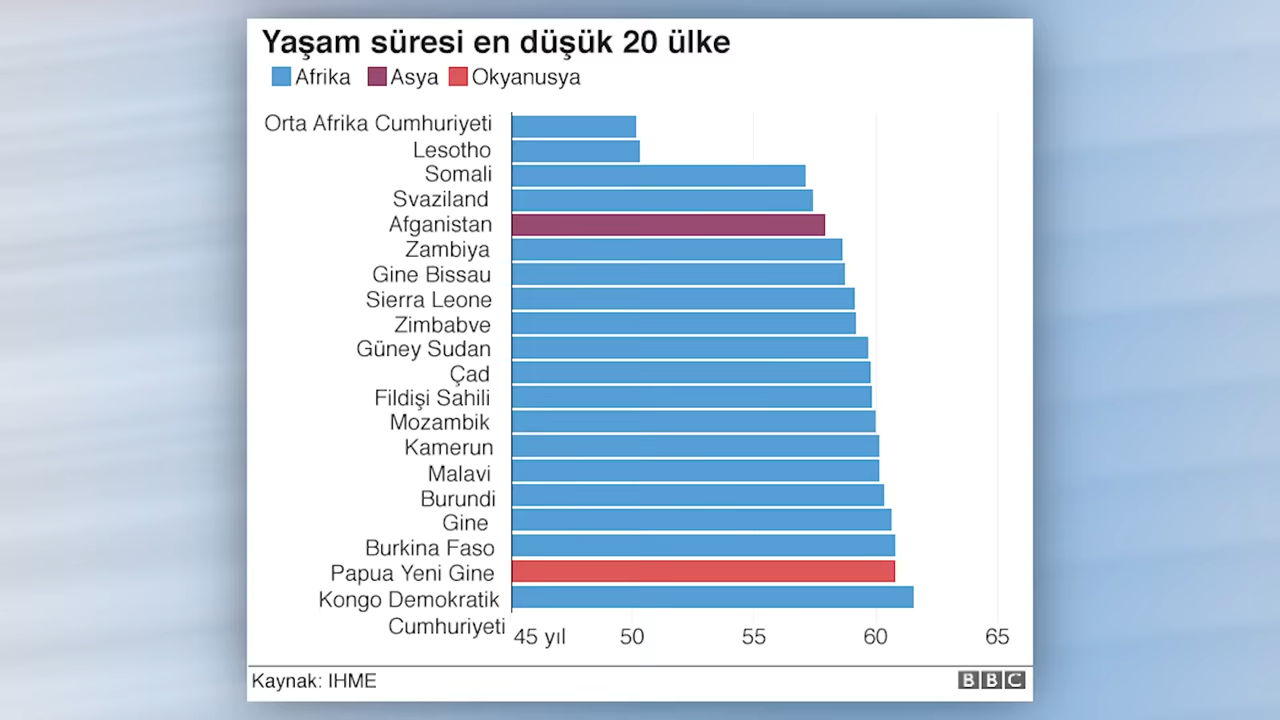 Yaşam süresi en düşük 20 ülke
Afrika Asya Okyanusya
Orta Afrika Cumhuriyeti
Lesotho
Somali
Svaziland
Afganistan
Zambiya
Gine Bissau
Sierra Leone
Zimbabve
Güney Sudan
Çad
Fildişi Sahili
Mozambik
Kamerun
Malavi
Burundi
Gine
Burkina Faso
Papua Yeni Gine
Kongo Demokratik
Cumhuriyeti
45 yıl 50 55 60 65
Kaynak: IHME
BBC